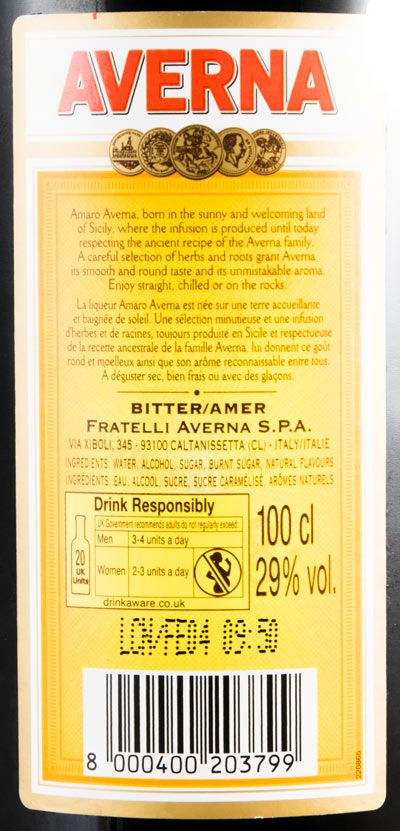 AVERNA
Amaro Averna, born in the sunny and welcoming land
of Sicily, where the infusion is produced until today
respecting the ancient recipe of the Averna family.
A careful selection of herbs and roots grant Averna
its smooth and round taste and its unmistakable aroma.
Enjoy straight, chilled or on the rocks.
La liqueur Amaro Averna est née sur une terre accueillante
et baignée de soleil. Une sélection minutieuse et une infusion
d'herbes et de racines, toujours produite en Sicile et respectueuse
de la recette ancestrale de la famille Averna, lui donnent ce goût
rond et moelleux ainsi que son arôme reconnaissable entre tous.
A déguster sec, bien frais ou avec des glaçons.
BITTER/AMER
FRATELLI AVERNA S.P.A.
VIA XIBOLI, 345 - 93100 CALTANISSETTA (CL) - ITALY/ITALIE
INGREDIENTS: WATER, ALCOHOL, SUGAR, BURNT SUGAR, NATURAL FLAVOURS
INGRÉDIENTS: EAU, ALCOOL, SUCRE, SUCRE CARAMÉLISÉ, ARÔMES NATURELS
Drink Responsibly
UK Government recommends adults do not regularly exceed:
Men 3-4 units a day
Women 2-3 units a day
20
UK
Units
drinkaware.co.uk
100 cl
29% vol.
09:50
8 000400 203799
220865